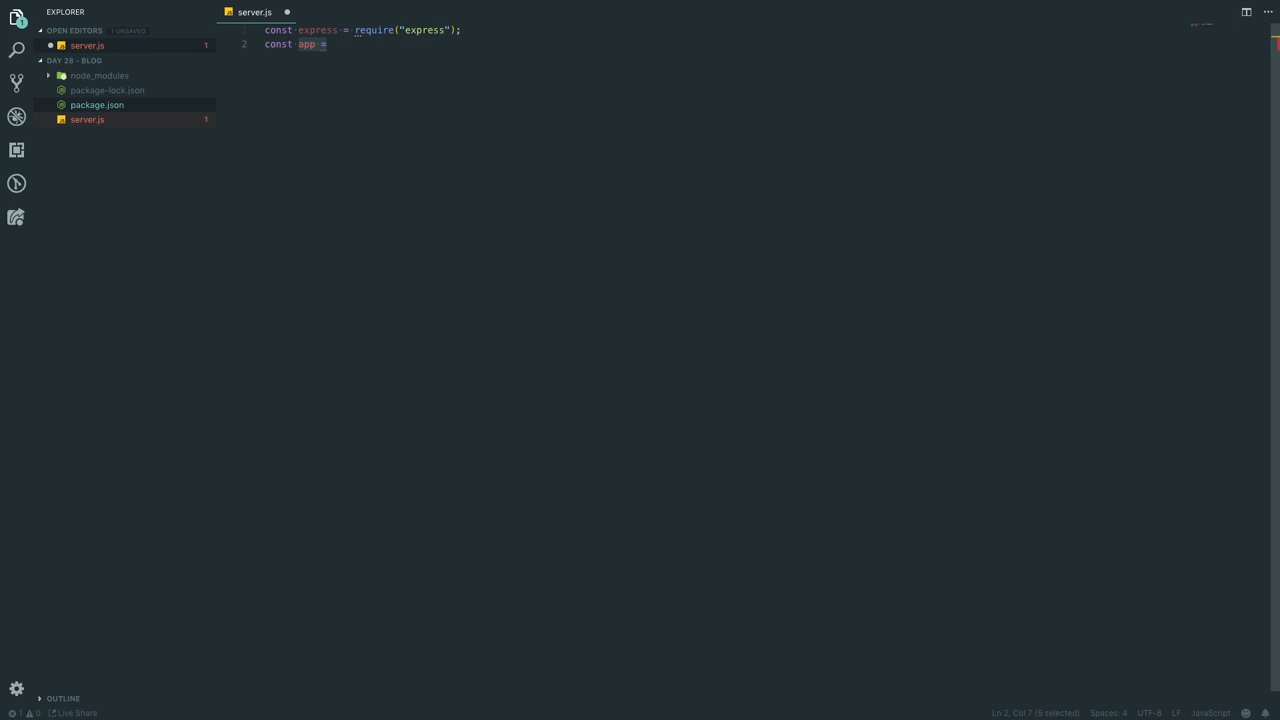 EXPLORER
OPEN EDITORS 1 UNSAVED
server.js 1
DAY 28 - BLOG
node_modules
package-lock.json
package.json
server.js 1
OUTLINE
server.js
1 const express = require("express");
2 const app =
1 0 Live Share
Ln 2, Col 7 (5 selected) Spaces: 4 UTF-8 LF JavaScript